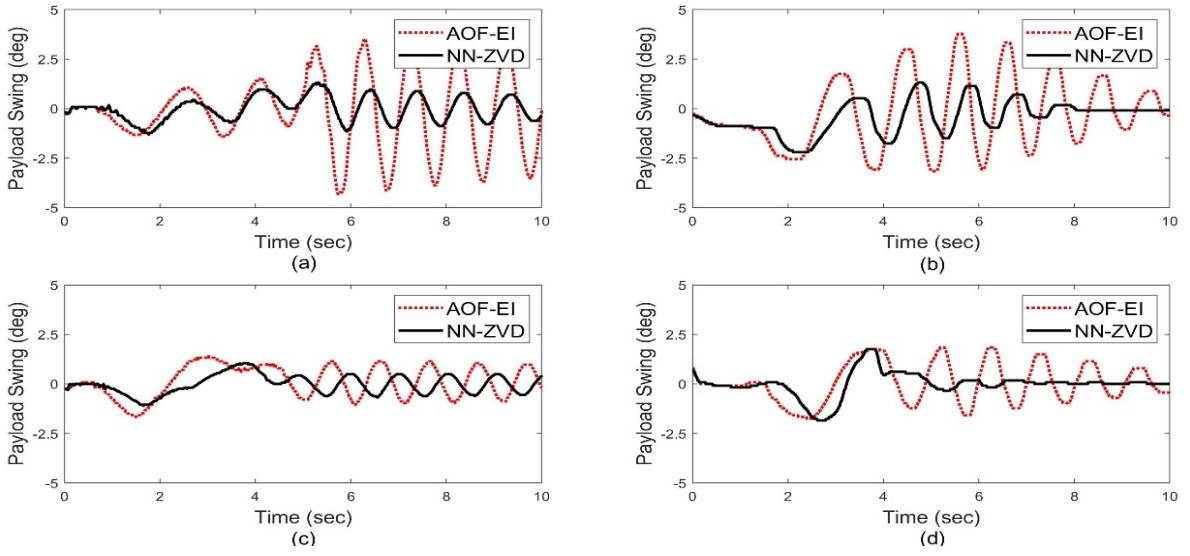 5
2.5
0
-2.5
-5
Payload Swing (deg)
AOF-EI
NN-ZVD
0 2 4 6 8 10
Time (sec)
(a)
5
2.5
0
-2.5
-5
Payload Swing (deg)
AOF-EI
NN-ZVD
0 2 4 6 8 10
Time (sec)
(b)
5
2.5
0
-2.5
-5
Payload Swing (deg)
AOF-EI
NN-ZVD
0 2 4 6 8 10
Time (sec)
(c)
5
2.5
0
-2.5
-5
Payload Swing (deg)
AOF-EI
NN-ZVD
0 2 4 6 8 10
Time (sec)
(d)